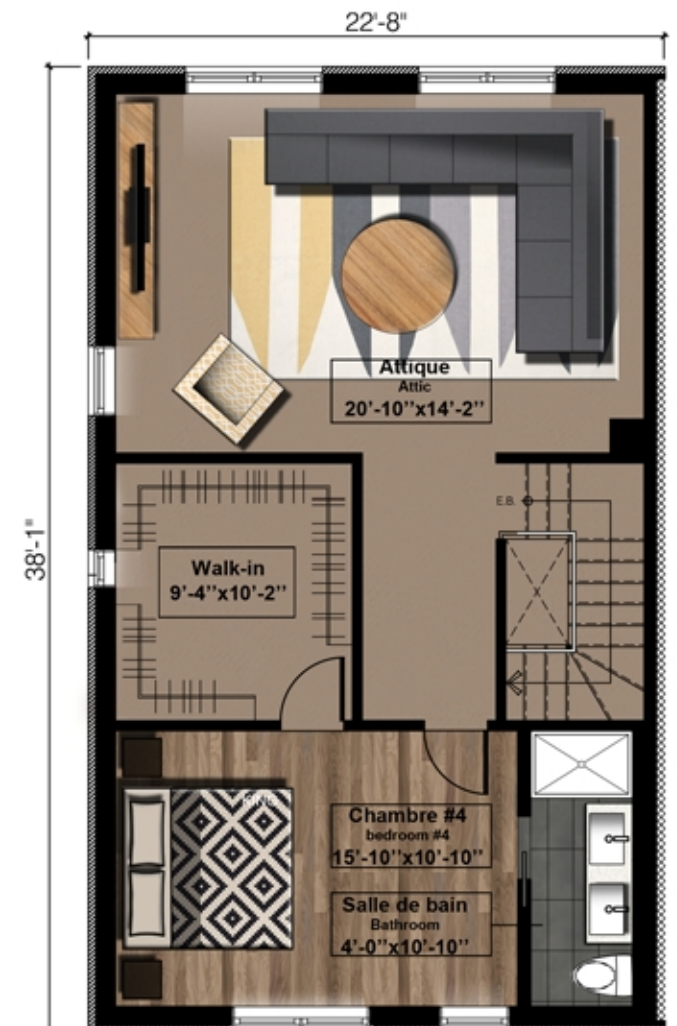 22'-8"
38'-1"
Attique
Attic
20'-10''x14'-2''
E.B.
Walk-in
9'-4''x10'-2''
KING
Chambre #4
bedroom #4
15'-10''x10'-10''
Salle de bain
Bathroom
4'-0''x10'-10''